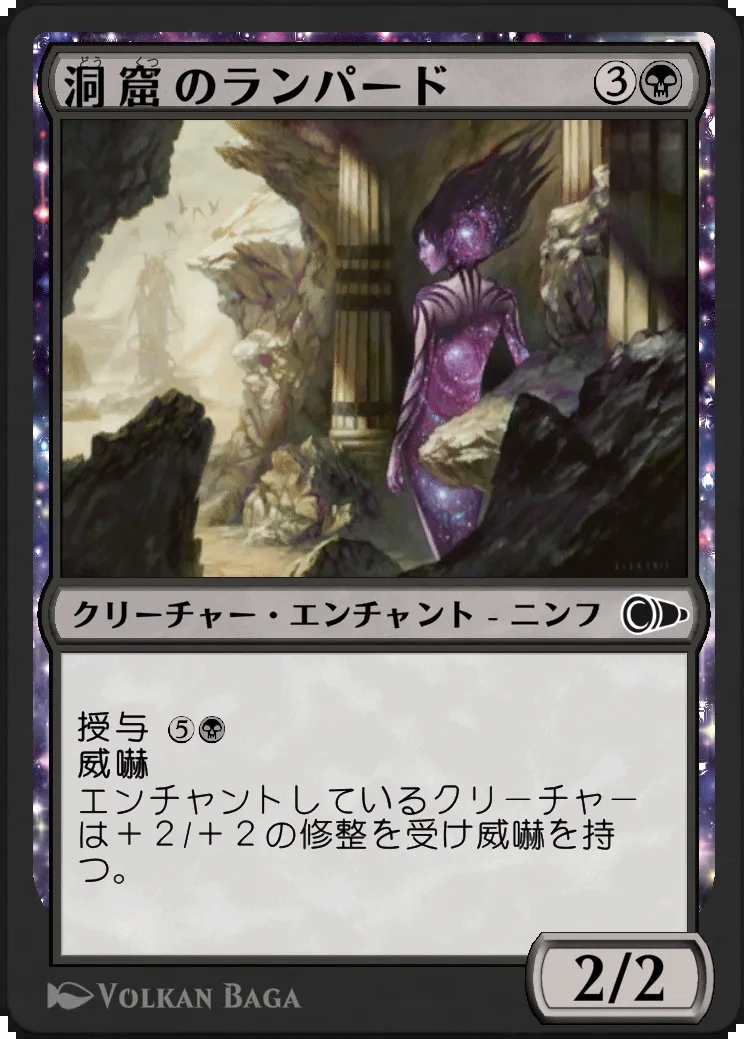 洞窟のランパード 3
クリーチャー・エンチャント - ニンフ
授与 5
威嚇
エンチャントしているクリーチャー
は+2/+2の修整を受け威嚇を持
つ。
2/2
VOLKAN BAGA